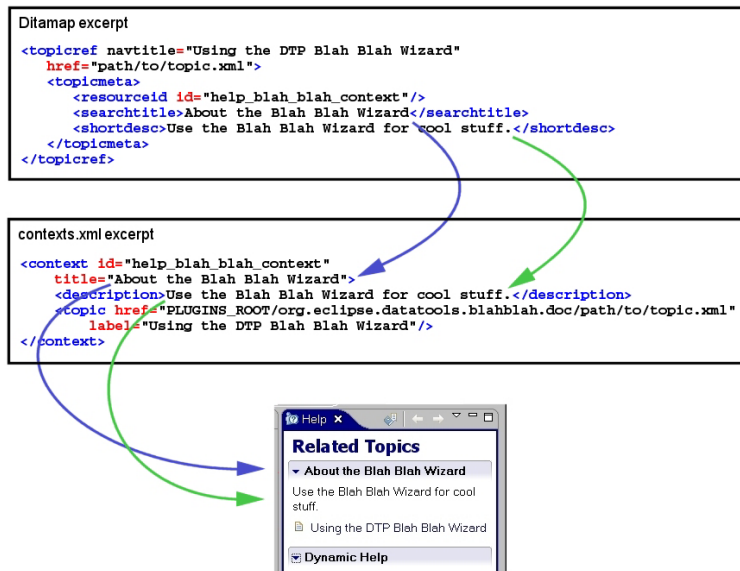 Ditamap excerpt
<topicref navtitle="Using the DTP Blah Blah Wizard"
href="path/to/topic.xml">
<topicmeta>
<resourceid id="help_blah_blah_context"/>
<searchtitle>About the Blah Blah Wizard</searchtitle>
<shortdesc>Use the Blah Blah Wizard for cool stuff.</shortdesc>
</topicmeta>
</topicref>
contexts.xml excerpt
<context id="help_blah_blah_context"
title="About the Blah Blah Wizard">
<description>Use the Blah Blah Wizard for cool stuff.</description>
<topic href="PLUGINS_ROOT/org.eclipse.datatools.blahblah.doc/path/to/topic.xml"
label="Using the DTP Blah Blah Wizard"/>
</context>
Help
Related Topics
About the Blah Blah Wizard
Use the Blah Blah Wizard for cool
stuff.
Using the DTP Blah Blah Wizard
Dynamic Help